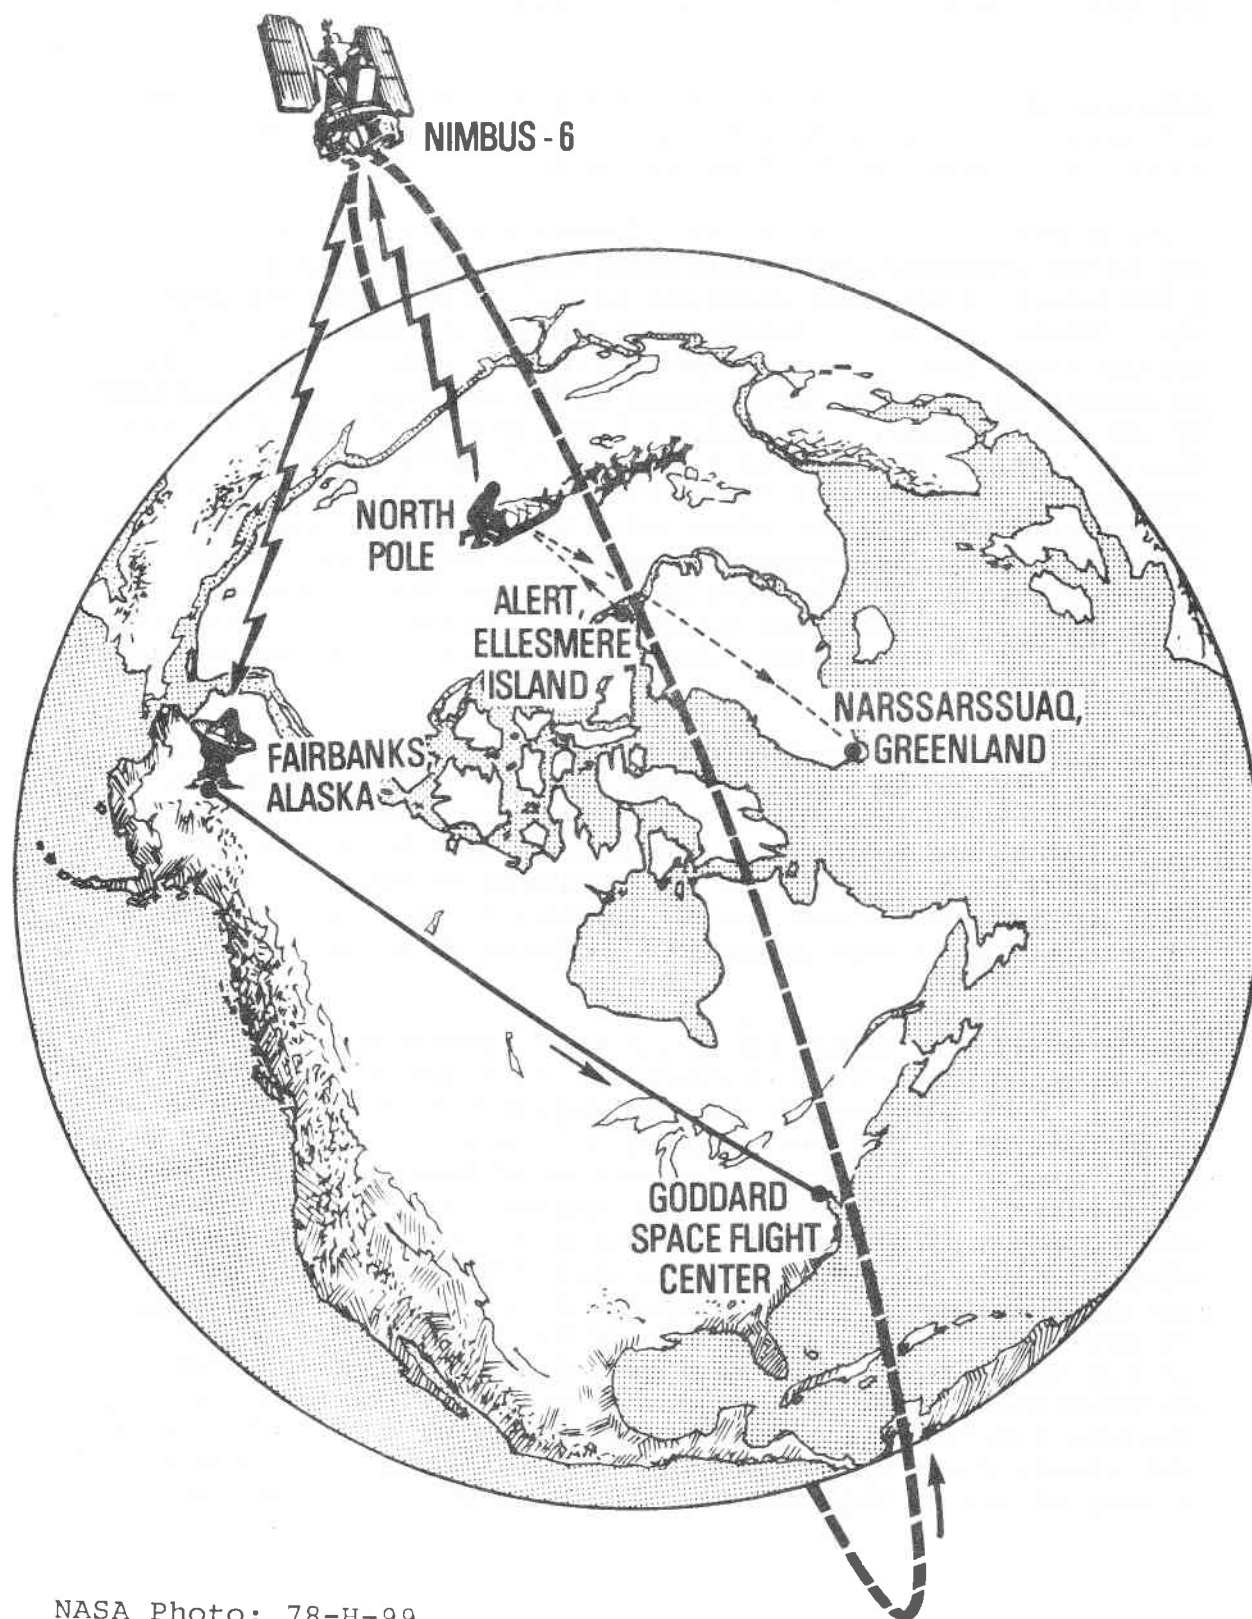 NIMBUS - 6
NORTH
POLE
ALERT,
ELLESMERE
ISLAND
NARSSARSSUAQ,
GREENLAND
FAIRBANKS,
ALASKA
GODDARD
SPACE FLIGHT
CENTER
NASA Photo: 78-H-99